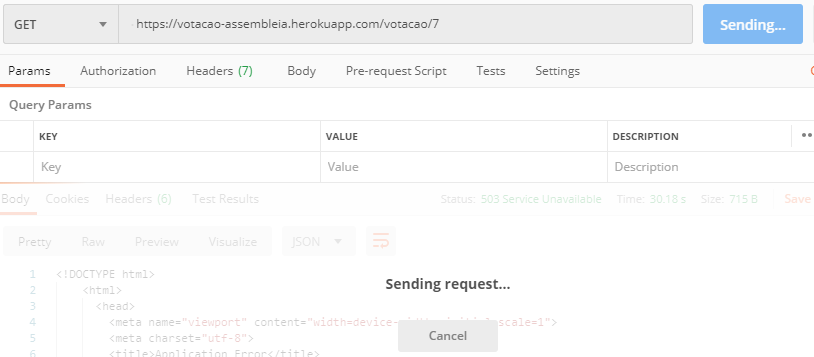 GET https://votacao-assembleia.herokuapp.com/votacao/7 Sending...
Params Authorization Headers (7) Body Pre-request Script Tests Settings
Query Params
KEY VALUE DESCRIPTION
Key Value Description
Body Cookies Headers (6) Test Results Status: 503 Service Unavailable Time: 30.18 s Size: 715 B Save
Pretty Raw Preview Visualize JSON
1 <!DOCTYPE html>
2 <html>
Sending request...
3 <head>
4 <meta name="viewport" content="width=device- scale=1">
Cancel
5 <meta charset="utf-8">
6 <title>Application Error</title>